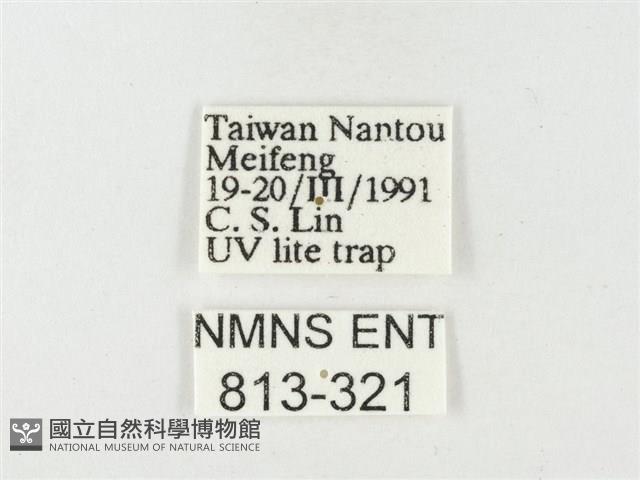 Taiwan Nantou
Meifeng
19-20/III/1991
C. S. Lin
UV lite trap
NMNS ENT
813-321
國立自然科學博物館
NATIONAL MUSEUM OF NATURAL SCIENCE